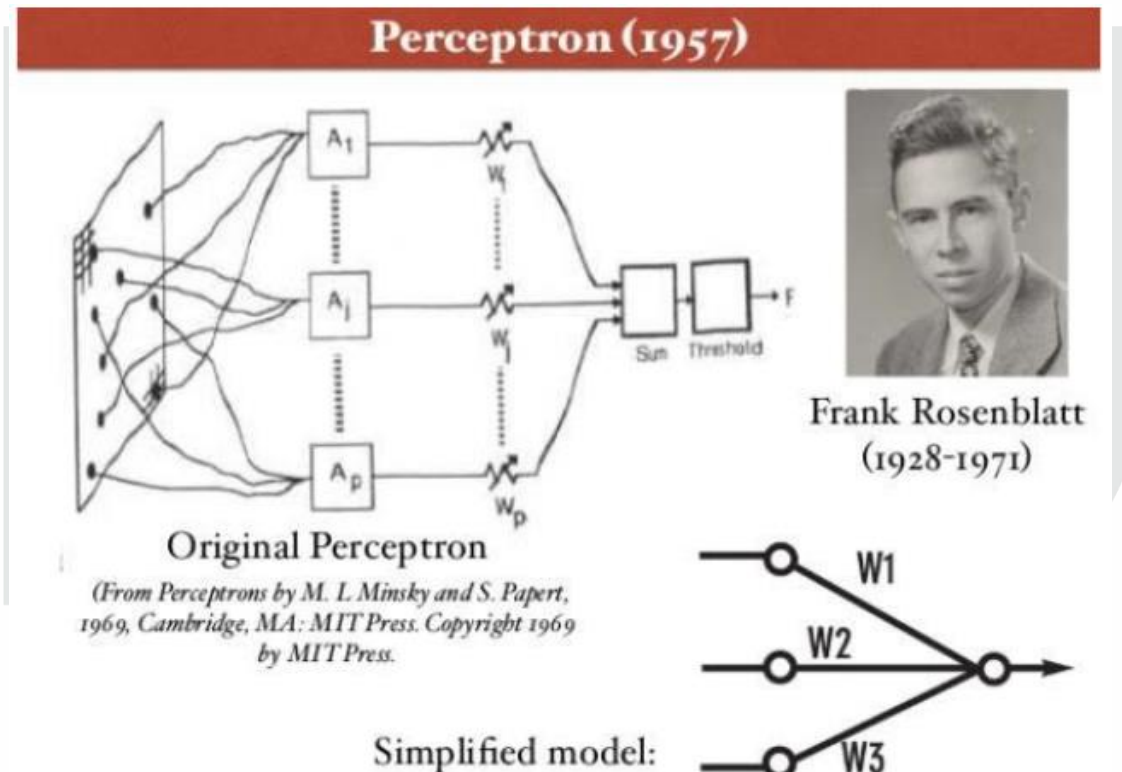 Perceptron (1957)
A1
Wi
Aj
Wj
Sum Threshold
F
Ap
Wp
Frank Rosenblatt
(1928-1971)
Original Perceptron
(From Perceptrons by M. L Minsky and S. Papert,
1969, Cambridge, MA: MIT Press. Copyright 1969
by MIT Press.
W1
W2
Simplified model:
W3